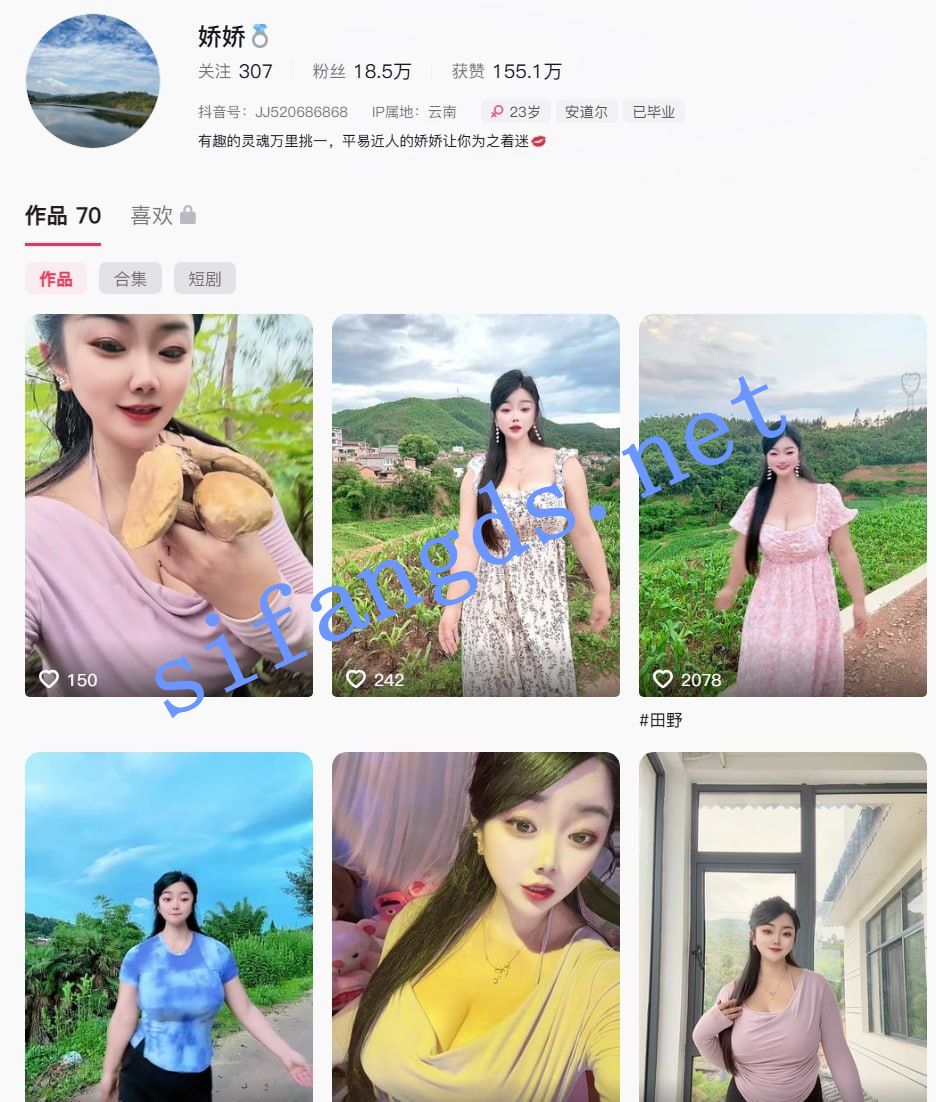 娇娇💍
关注 307 粉丝 18.5万 获赞 155.1万
抖音号：JJ520686868 IP属地：云南 23岁 安道尔 已毕业
有趣的灵魂万里挑一，平易近人的娇娇让你为之着迷💋
作品 70 喜欢
作品 合集 短剧
150 242 2078
sifangds.net
#田野